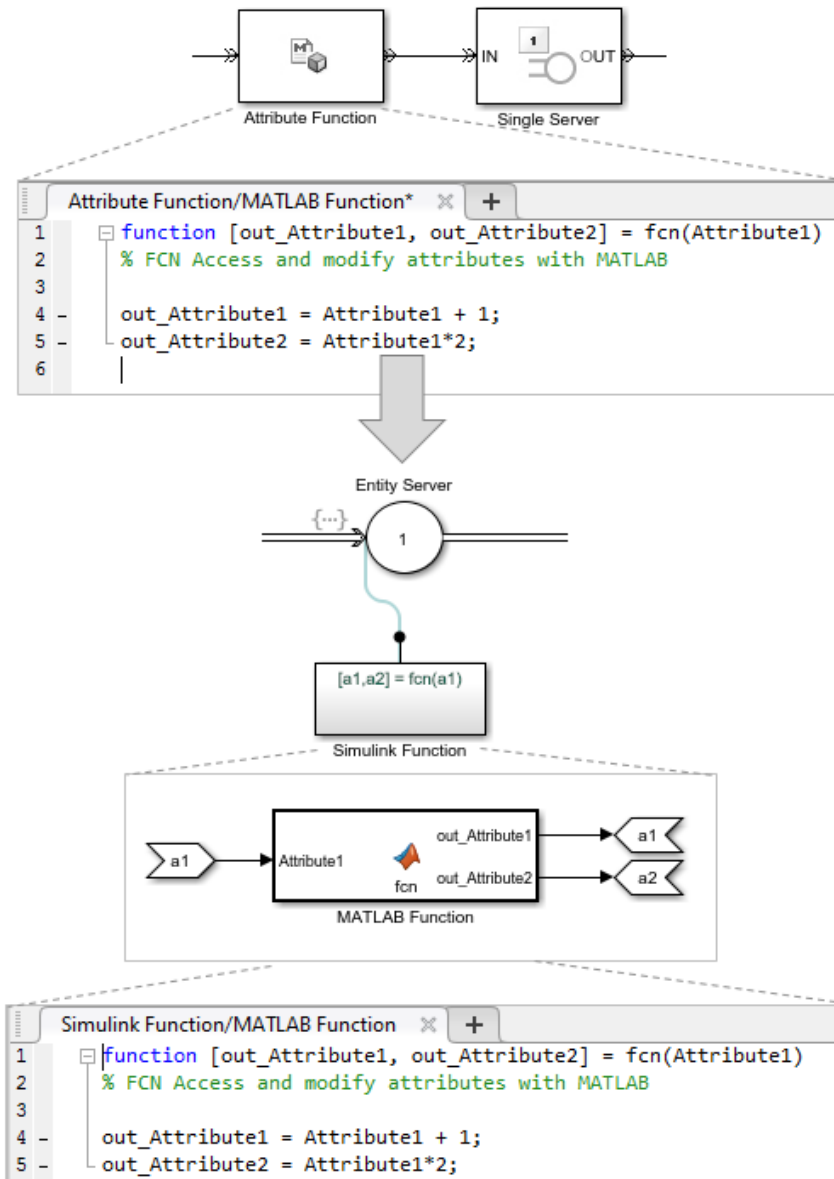 1
IN OUT
Attribute Function Single Server
Attribute Function/MATLAB Function* × +
1 function [out_Attribute1, out_Attribute2] = fcn(Attribute1)
2 % FCN Access and modify attributes with MATLAB
3
4 – out_Attribute1 = Attribute1 + 1;
5 – out_Attribute2 = Attribute1*2;
6
Entity Server
{···}
1
[a1,a2] = fcn(a1)
Simulink Function
out_Attribute1 a1
a1 Attribute1
fcn out_Attribute2 a2
MATLAB Function
Simulink Function/MATLAB Function × +
1 function [out_Attribute1, out_Attribute2] = fcn(Attribute1)
2 % FCN Access and modify attributes with MATLAB
3
4 – out_Attribute1 = Attribute1 + 1;
5 – out_Attribute2 = Attribute1*2;